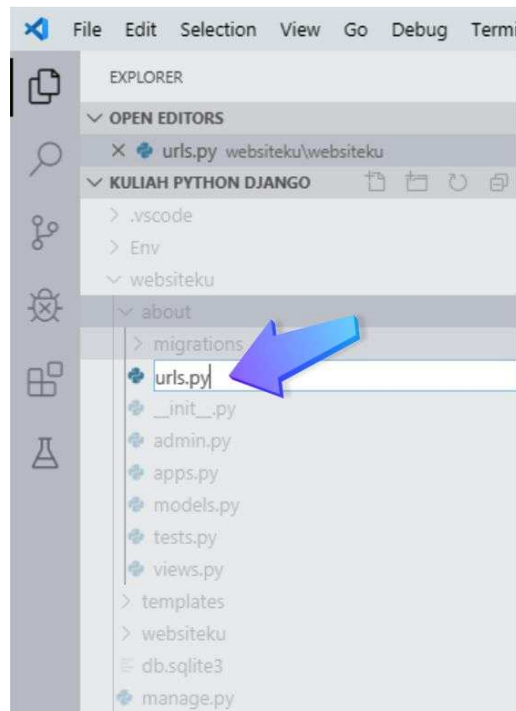 File Edit Selection View Go Debug Termi
EXPLORER
OPEN EDITORS
urls.py websiteku\websiteku
KULIAH PYTHON DJANGO
.vscode
Env
websiteku
about
migrations
urls.py
__init__.py
admin.py
apps.py
models.py
tests.py
views.py
templates
websiteku
db.sqlite3
manage.py